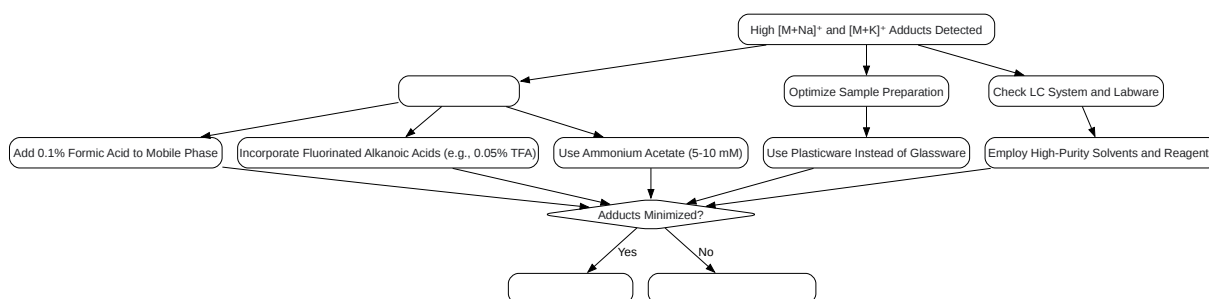 High [M+Na]⁺ and [M+K]⁺ Adducts Detected
Optimize Sample Preparation
Check LC System and Labware
Add 0.1% Formic Acid to Mobile Phase
Incorporate Fluorinated Alkanoic Acids (e.g., 0.05% TFA)
Use Ammonium Acetate (5-10 mM)
Use Plasticware Instead of Glassware
Employ High-Purity Solvents and Reagent
Adducts Minimized?
Yes
No